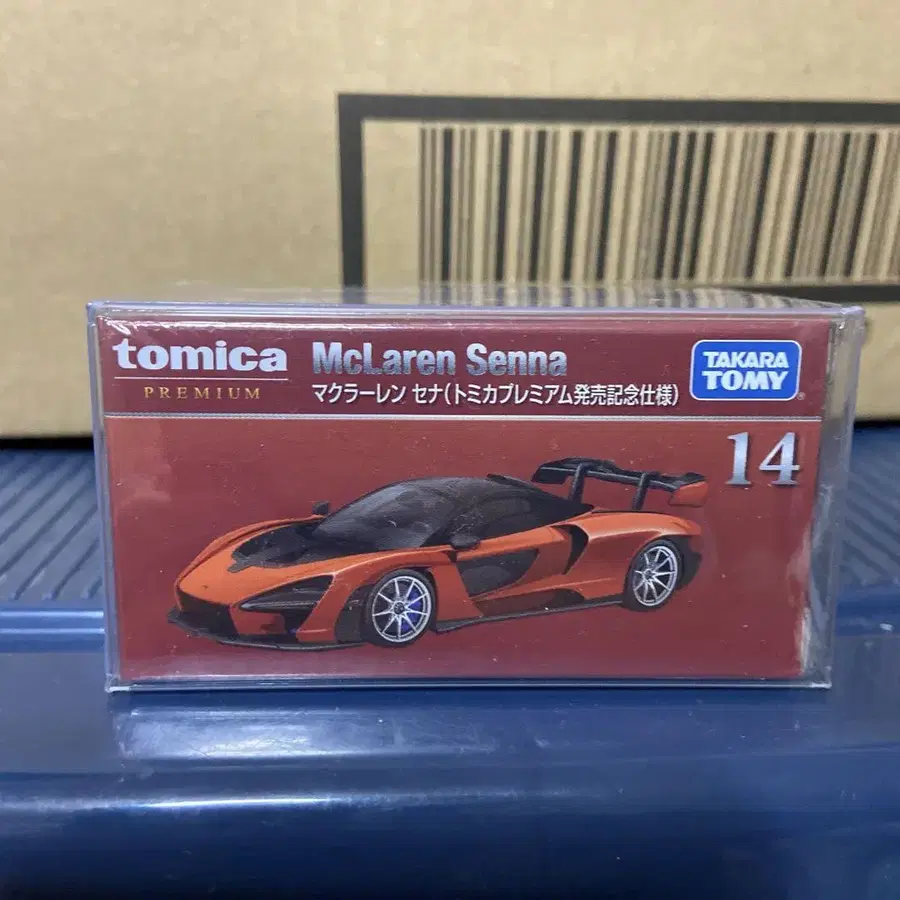 tomica
PREMIUM
McLaren Senna
マクラーレン セナ(トミカプレミアム発売記念仕様)
TAKARA
TOMY
14